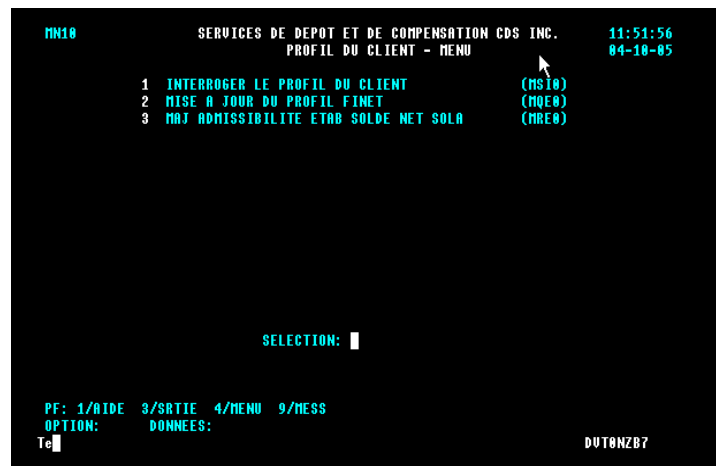 MN10 SERVICES DE DEPOT ET DE COMPENSATION CDS INC. 11:51:56
PROFIL DU CLIENT - MENU 04-10-05
1 INTERROGER LE PROFIL DU CLIENT (MSI0)
2 MISE A JOUR DU PROFIL FINET (MQE0)
3 MAJ ADMISSIBILITE ETAB SOLDE NET SOLA (MRE0)
SELECTION:
PF: 1/AIDE 3/SRTIE 4/MENU 9/MESS
OPTION: DONNEES:
Te DVT0NZB7